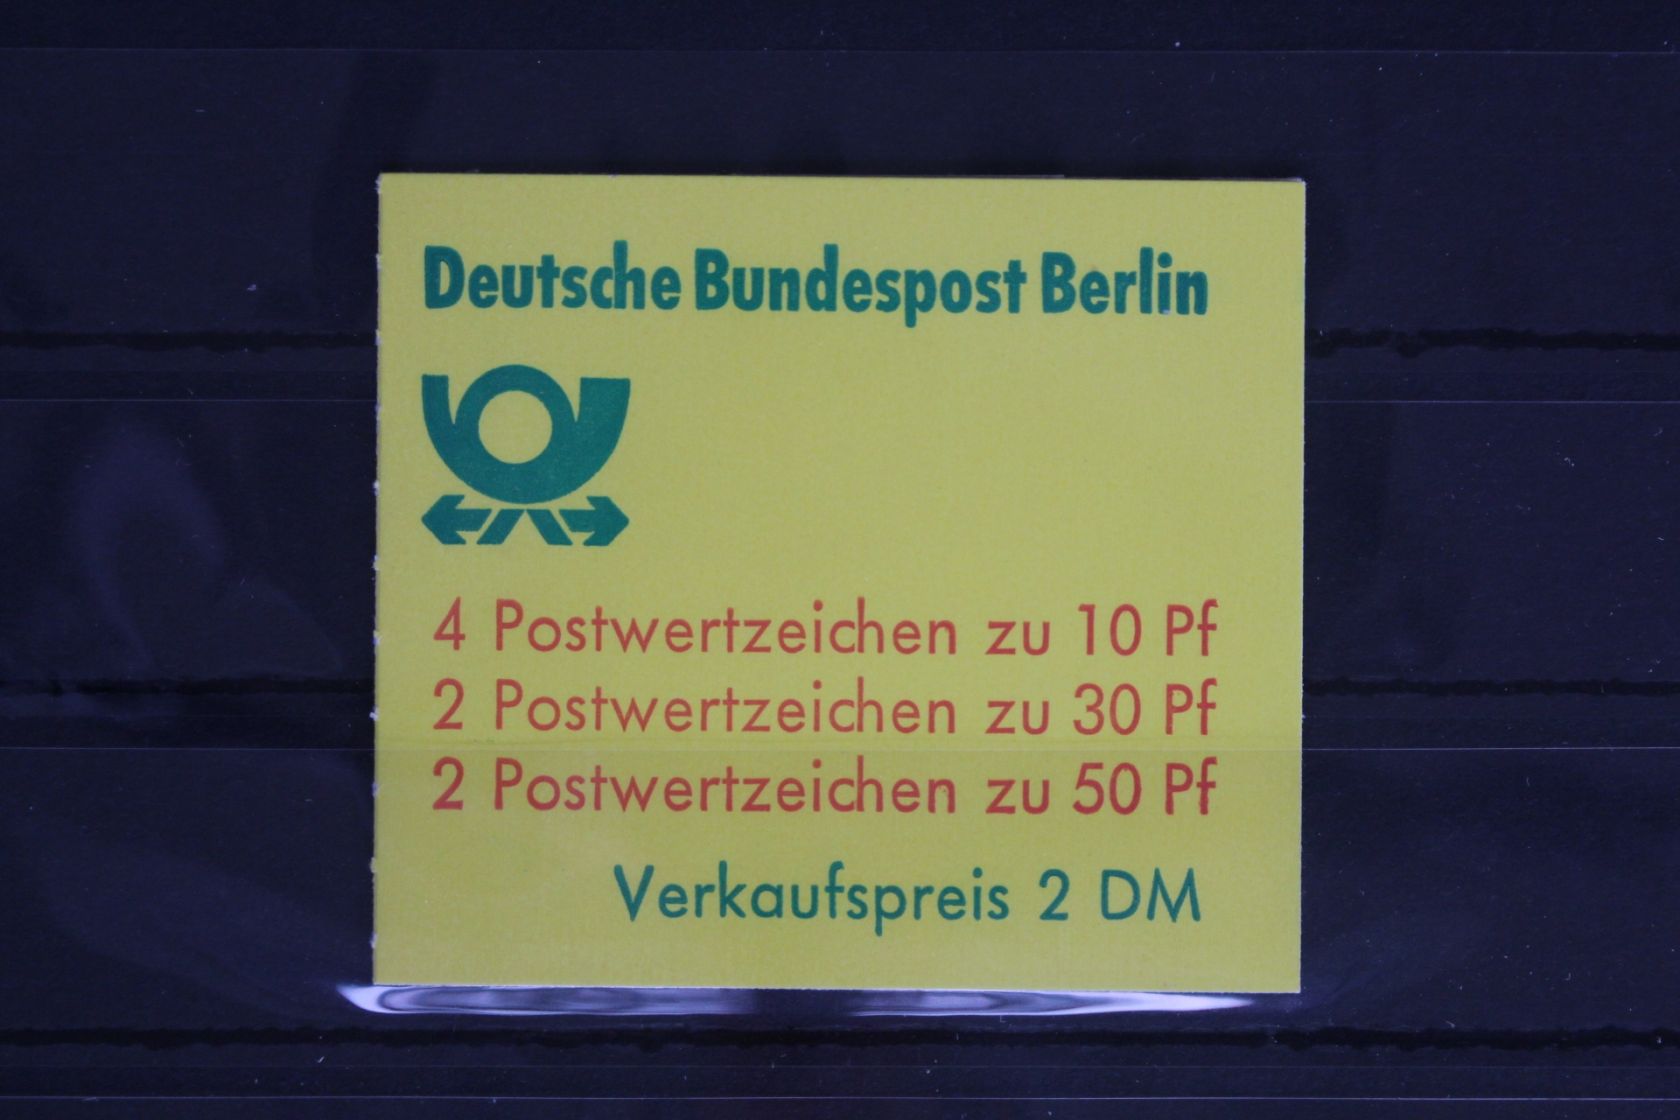 Deutsche Bundespost Berlin
4 Postwertzeichen zu 10 Pf
2 Postwertzeichen zu 30 Pf
2 Postwertzeichen zu 50 Pf
Verkaufspreis 2 DM